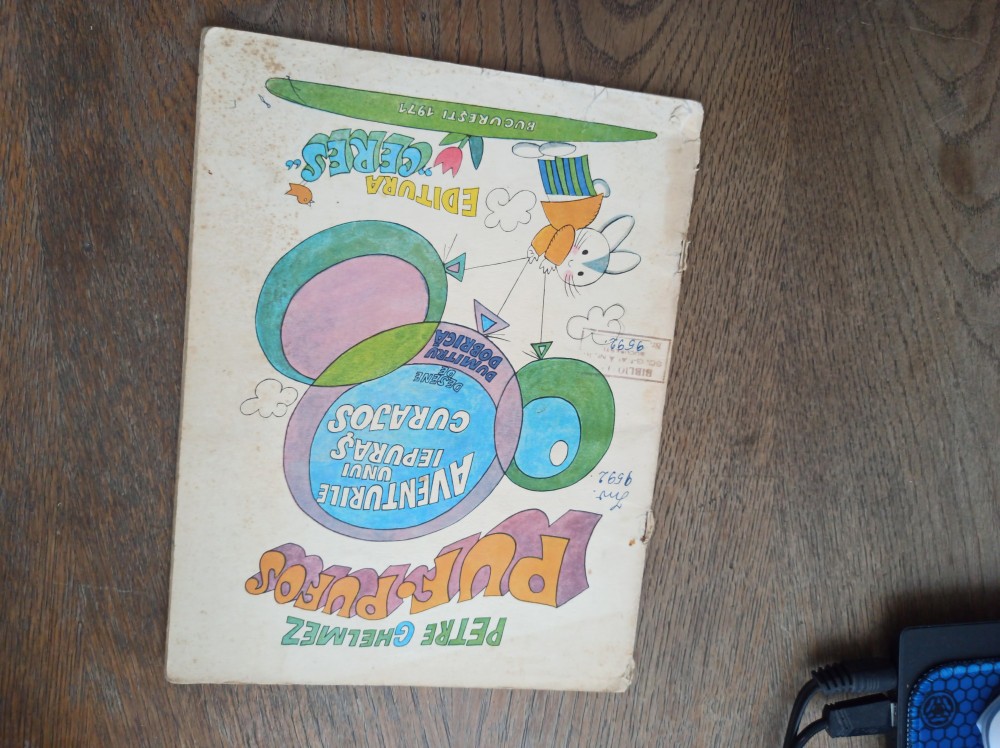 PETRE GHELMEZ
PUF-PUFOS
Inv.
9592
AVENTURILE
UNUI
IEPURAȘ
CURAJOS
DESENE
DE
DUMITRU
DOBRICĂ
9592
EDITURA
„CERES”
BUCUREȘTI 1971